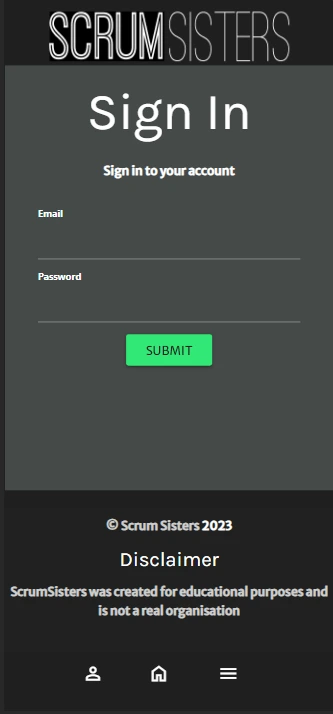 SCRUMSISTERS
Sign In
Sign in to your account
Email
Password
SUBMIT
© Scrum Sisters 2023
Disclaimer
ScrumSisters was created for educational purposes and
is not a real organisation